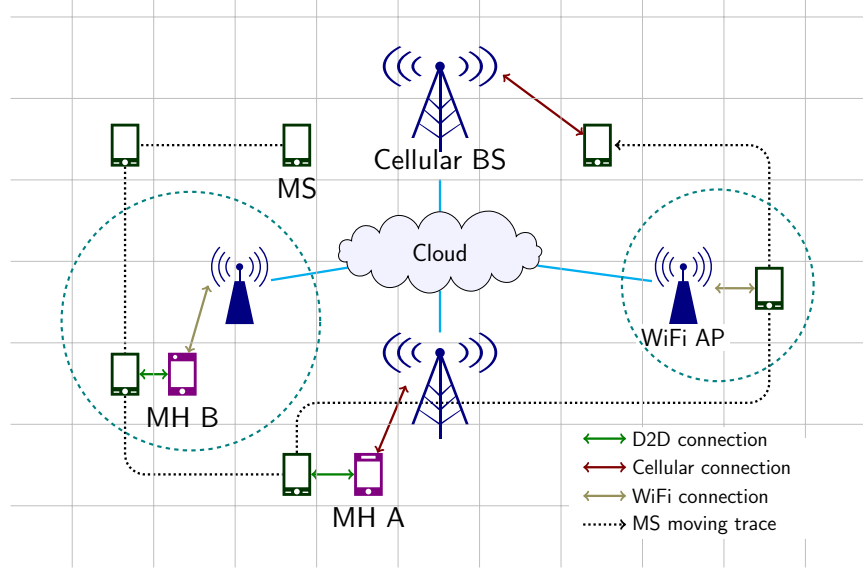 Cellular BS
MS
Cloud
WiFi AP
MH B
MH A
D2D connection
Cellular connection
WiFi connection
MS moving trace